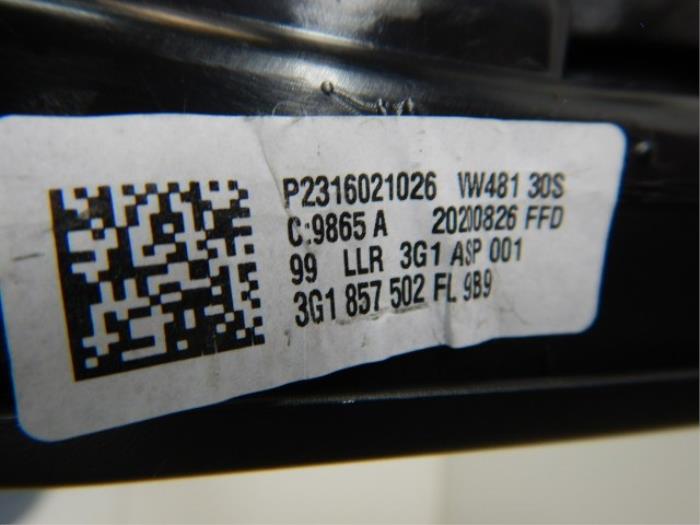 P2316021026 VW481 30S
C:9865 A 20200826 FFD
99 LLR 3G1 ASP 001
3G1 857 502 FL 9B9